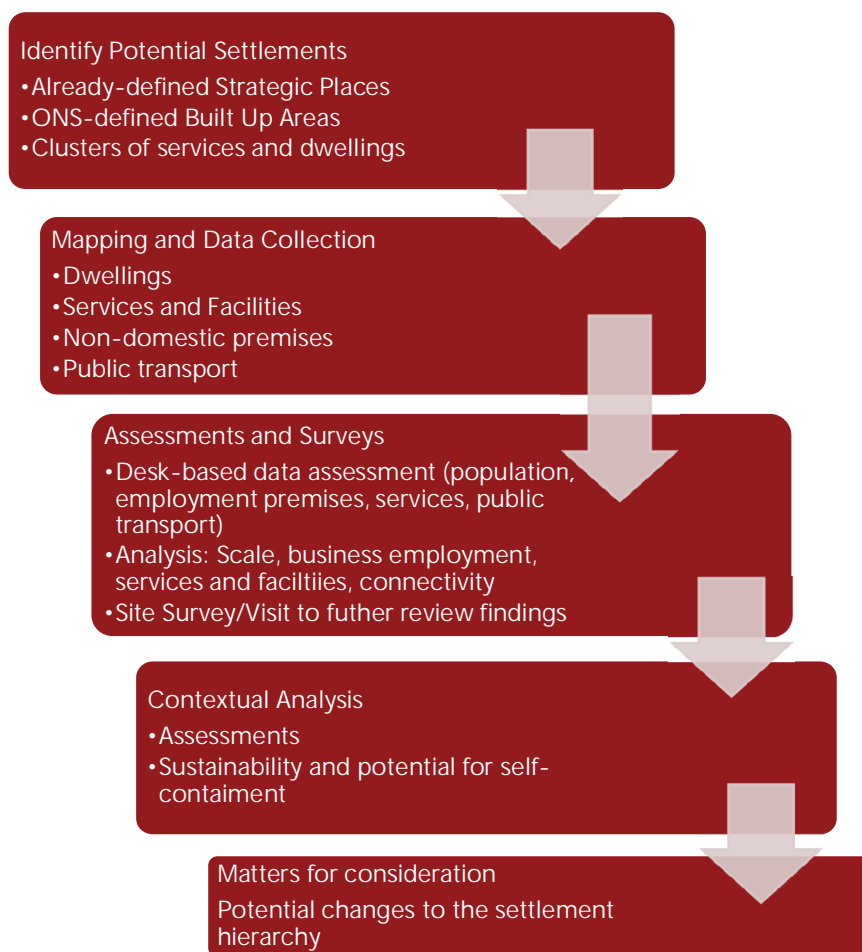 Identify Potential Settlements
•Already-defined Strategic Places
•ONS-defined Built Up Areas
•Clusters of services and dwellings
Mapping and Data Collection
•Dwellings
•Services and Facilities
•Non-domestic premises
•Public transport
Assessments and Surveys
•Desk-based data assessment (population,
employment premises, services, public
transport)
•Analysis: Scale, business employment,
services and faciltiies, connectivity
•Site Survey/Visit to futher review findings
Contextual Analysis
•Assessments
•Sustainability and potential for self-
contaiment
Matters for consideration
Potential changes to the settlement
hierarchy